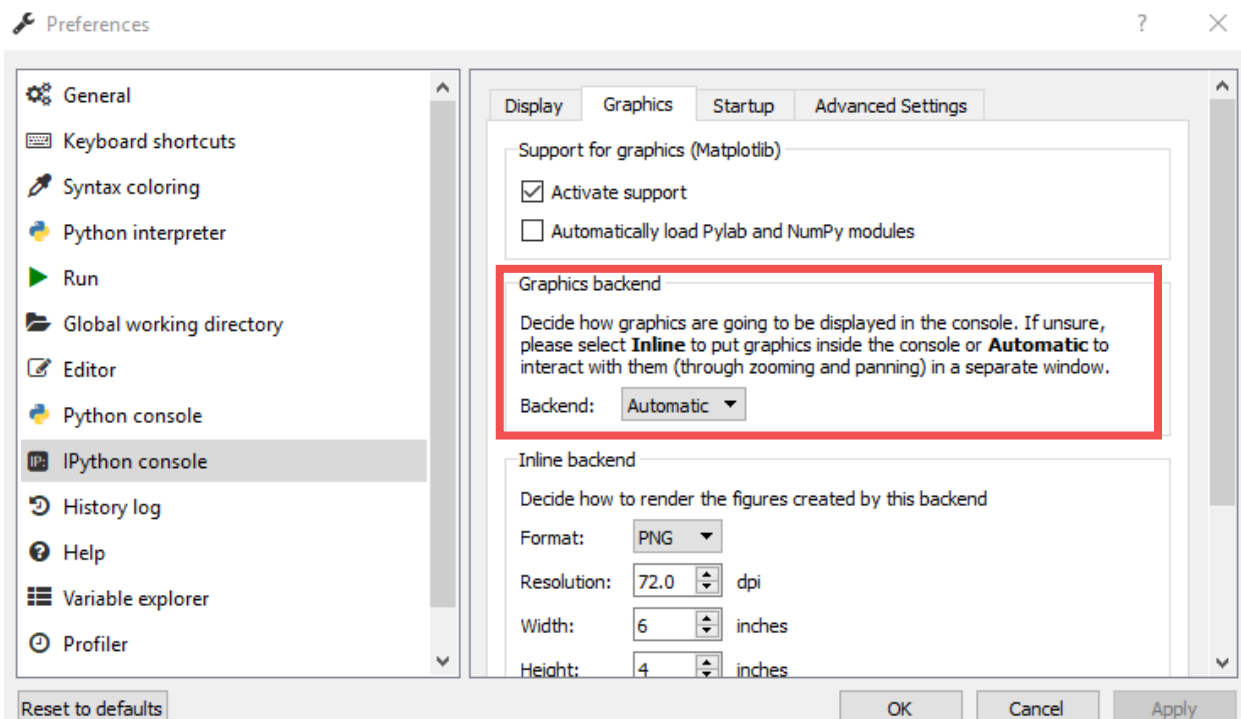 Preferences
?
General
Keyboard shortcuts
Syntax coloring
Python interpreter
Run
Global working directory
Editor
Python console
IP: IPython console
History log
Help
Variable explorer
Profiler
Display Graphics Startup Advanced Settings
Support for graphics (Matplotlib)
Activate support
Automatically load Pylab and NumPy modules
Graphics backend
Decide how graphics are going to be displayed in the console. If unsure,
please select Inline to put graphics inside the console or Automatic to
interact with them (through zooming and panning) in a separate window.
Backend: Automatic
Inline backend
Decide how to render the figures created by this backend
Format: PNG
Resolution: 72.0 dpi
Width: 6 inches
Height: 4 inches
Reset to defaults
OK Cancel Apply